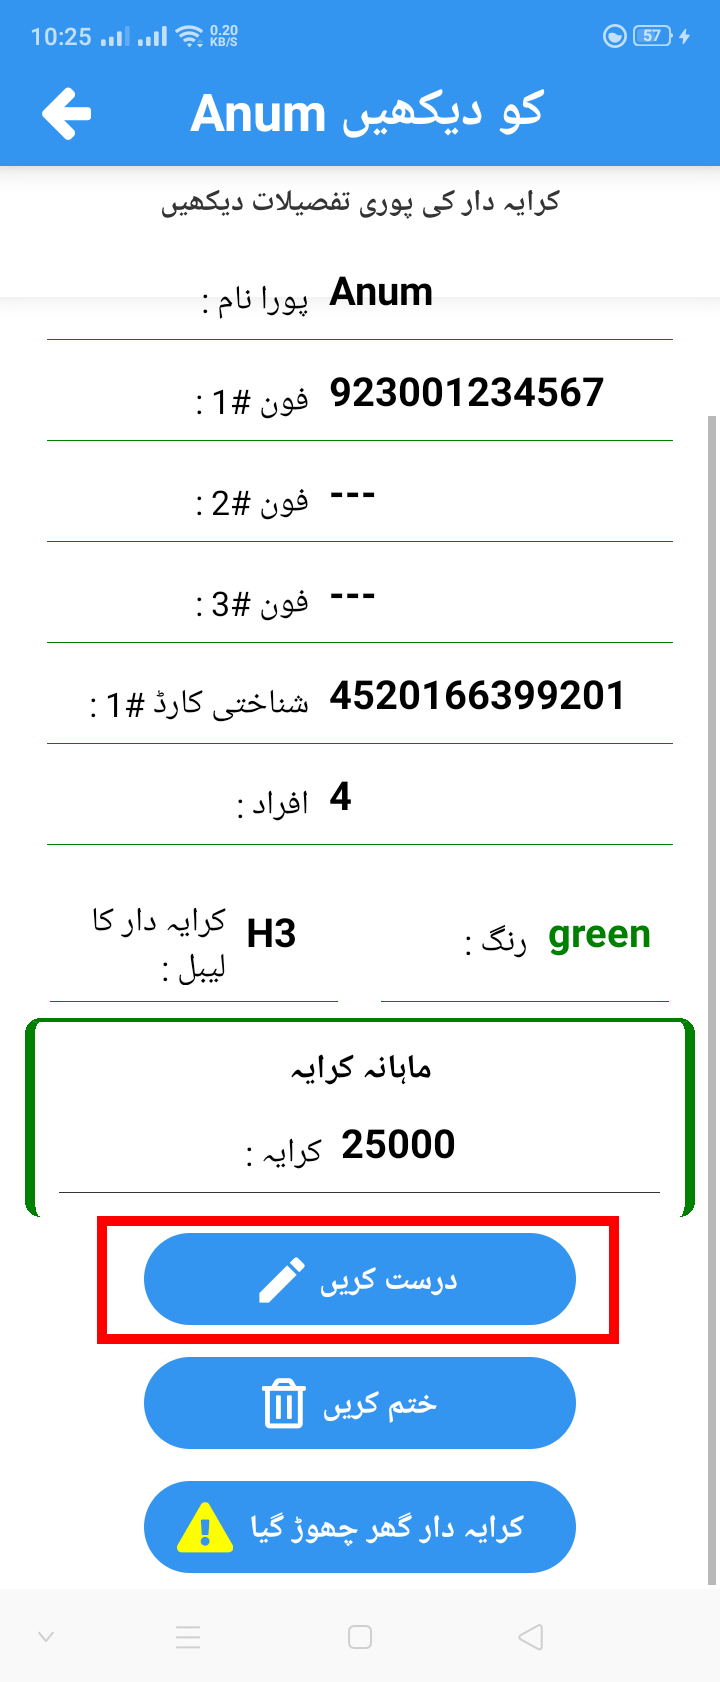 10:25 0.20 KB/S 57
Anum کو دیکھیں
کرایہ دار کی پوری تفصیلات دیکھیں
پورا نام : Anum
فون #1 : 923001234567
فون #2 : ---
فون #3 : ---
شناختی کارڈ #1 : 4520166399201
افراد : 4
کرایہ دار کا لیبل : H3
رنگ : green
ماہانہ کرایہ
کرایہ : 25000
درست کریں
ختم کریں
کرایہ دار گھر چھوڑ گیا